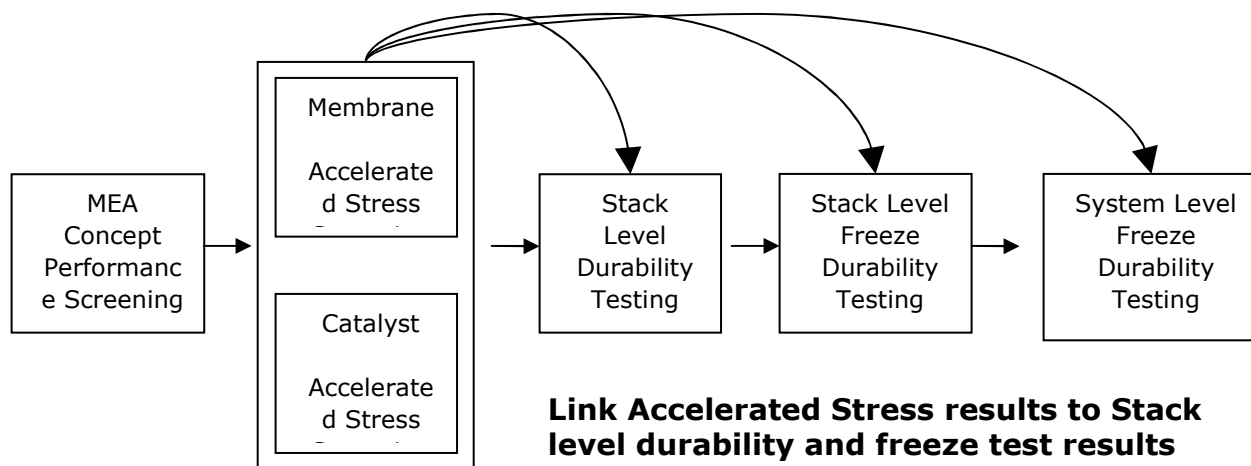 MEA
Concept
Performanc
e Screening
Membrane
Accelerate
d Stress
Catalyst
Accelerate
d Stress
Stack
Level
Durability
Testing
Stack Level
Freeze
Durability
Testing
System Level
Freeze
Durability
Testing
Link Accelerated Stress results to Stack
level durability and freeze test results